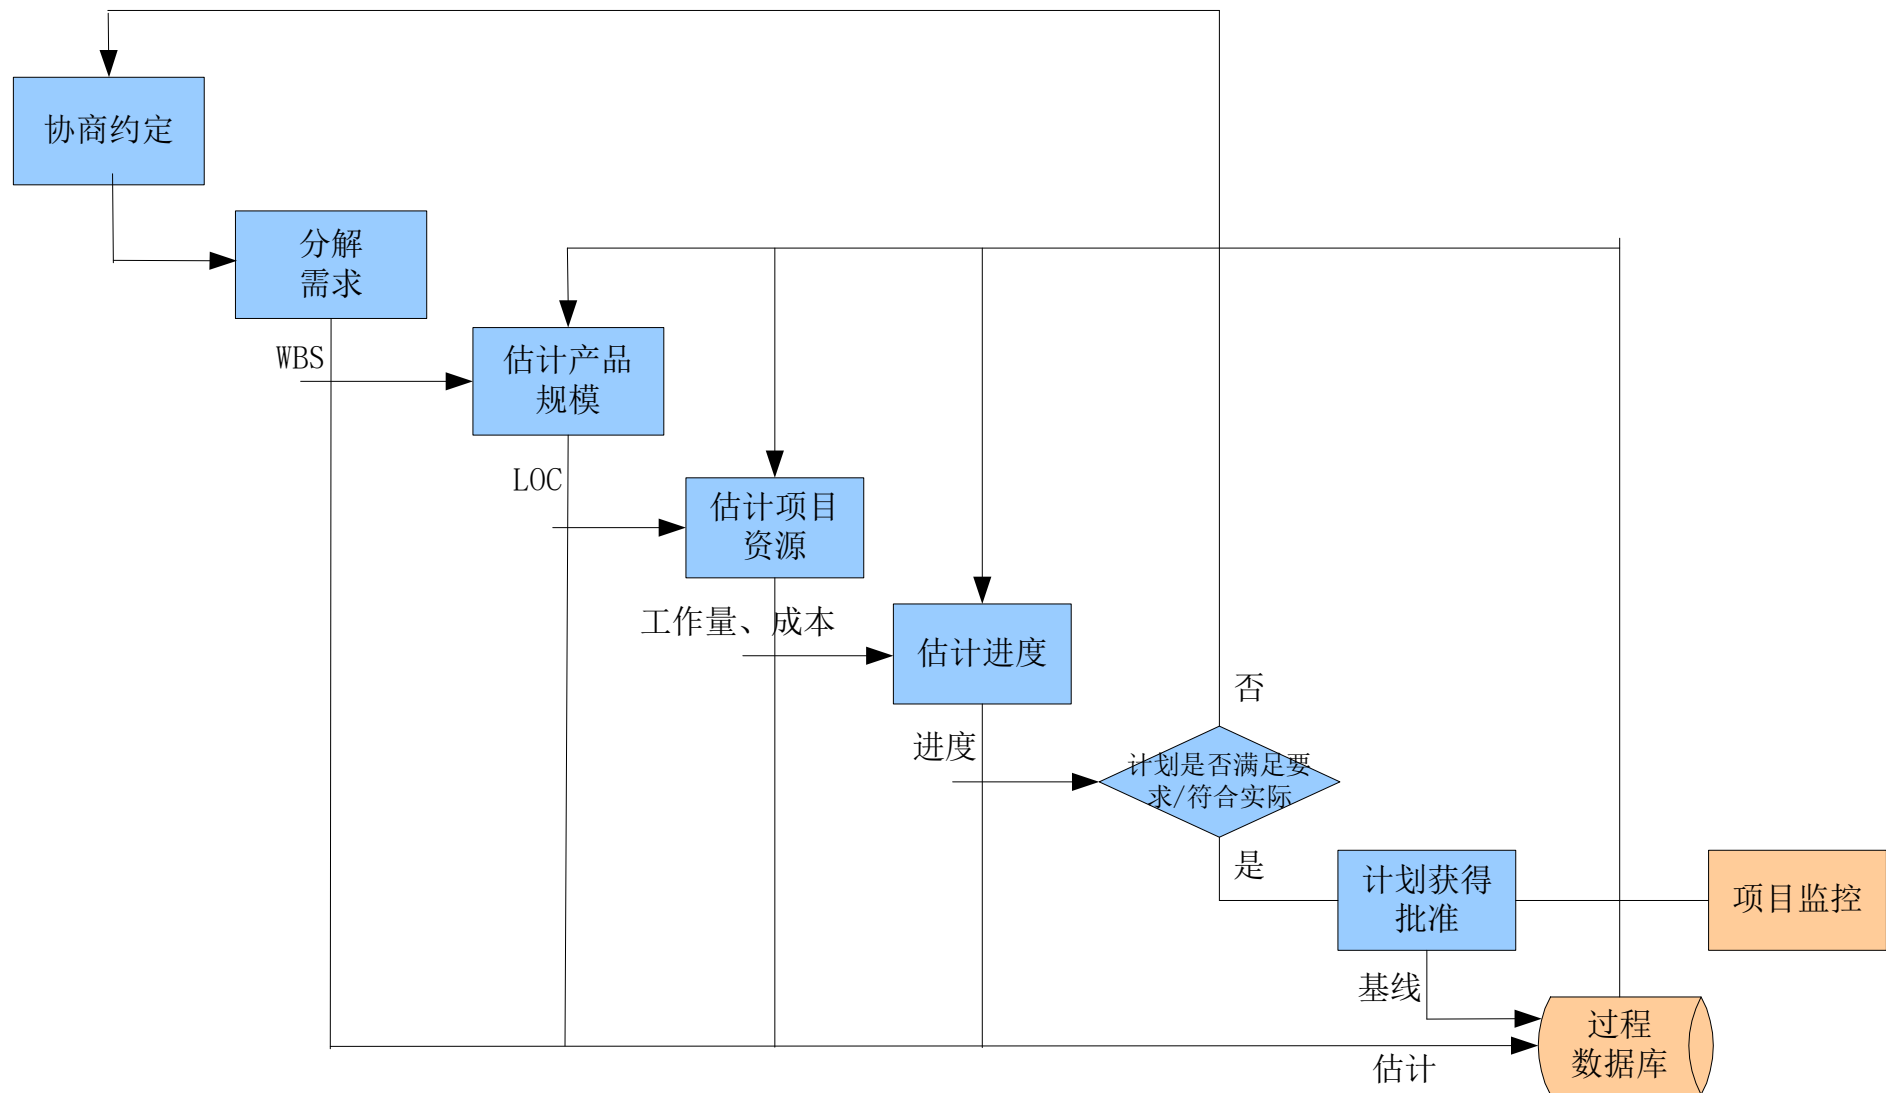 协商约定
分解
需求
WBS
估计产品
规模
LOC
估计项目
资源
工作量、成本
估计进度
否
进度
计划是否满足要
求/符合实际
是
计划获得
批准
项目监控
基线
过程
数据库
估计